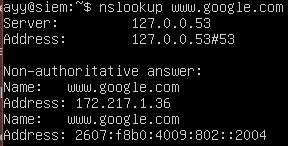 ayy@siem:~$ nslookup www.google.com
Server:         127.0.0.53
Address:        127.0.0.53#53

Non-authoritative answer:
Name:   www.google.com
Address: 172.217.1.36
Name:   www.google.com
Address: 2607:f8b0:4009:802::2004